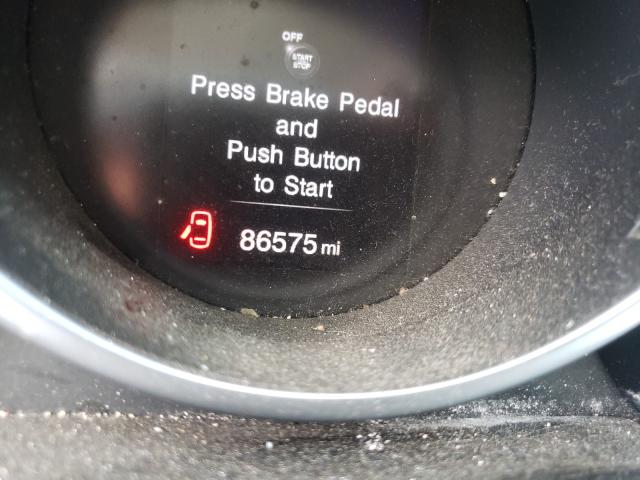 OFF
START
STOP
Press Brake Pedal
and
Push Button
to Start
86575 mi